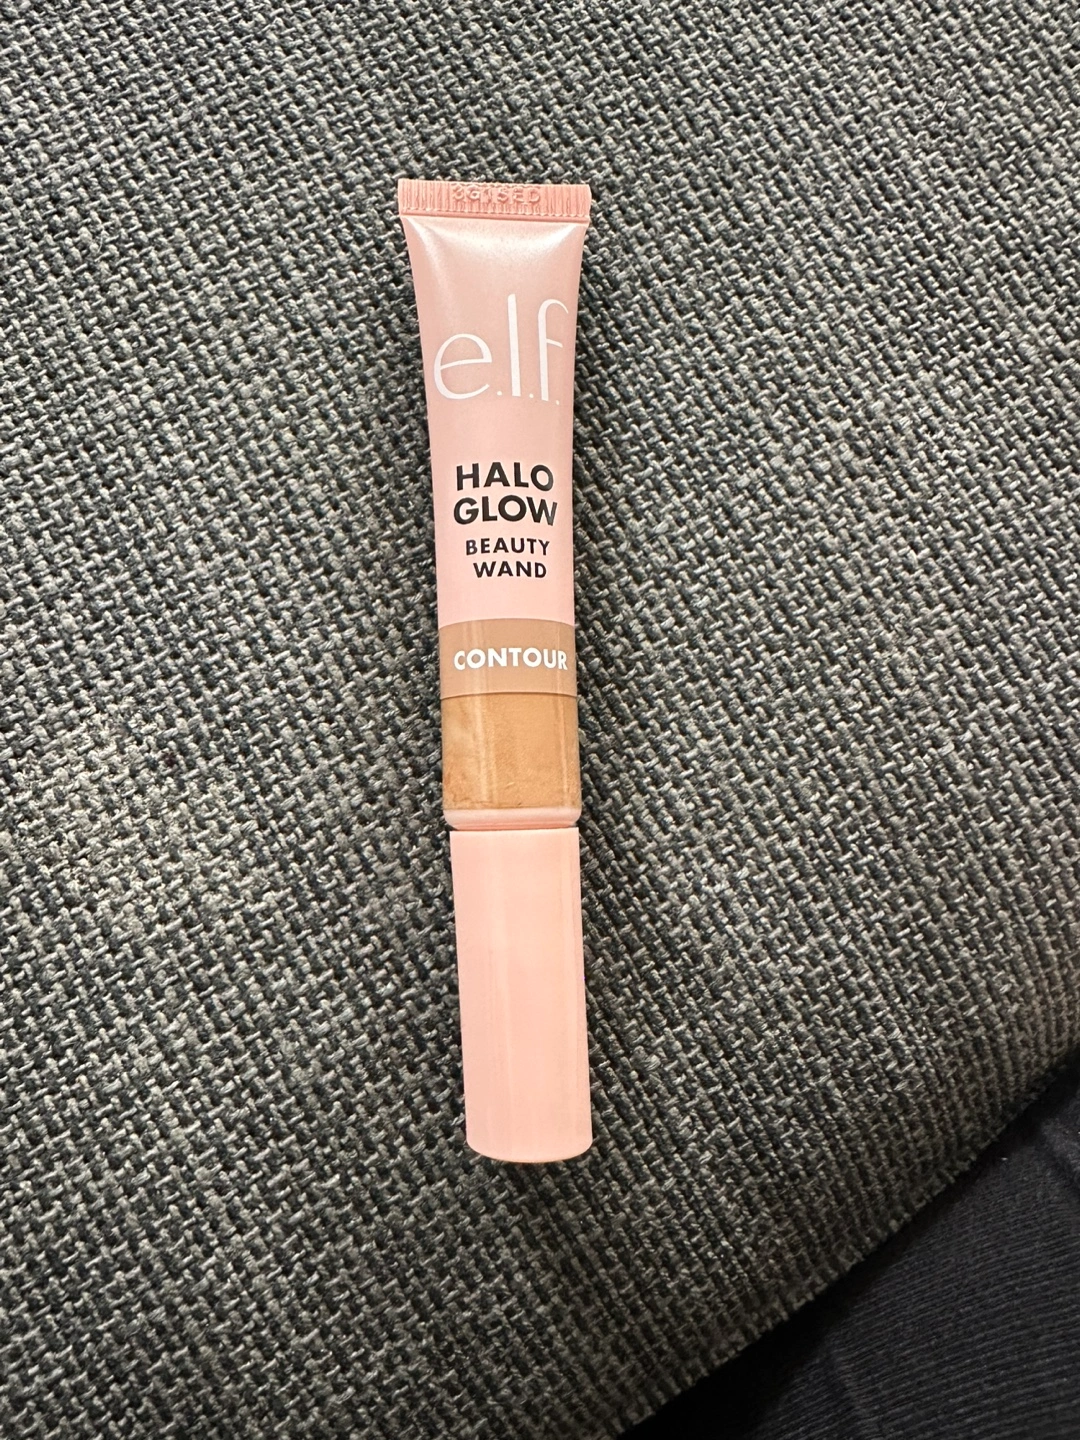 e.l.f.
HALO
GLOW
BEAUTY
WAND
CONTOUR